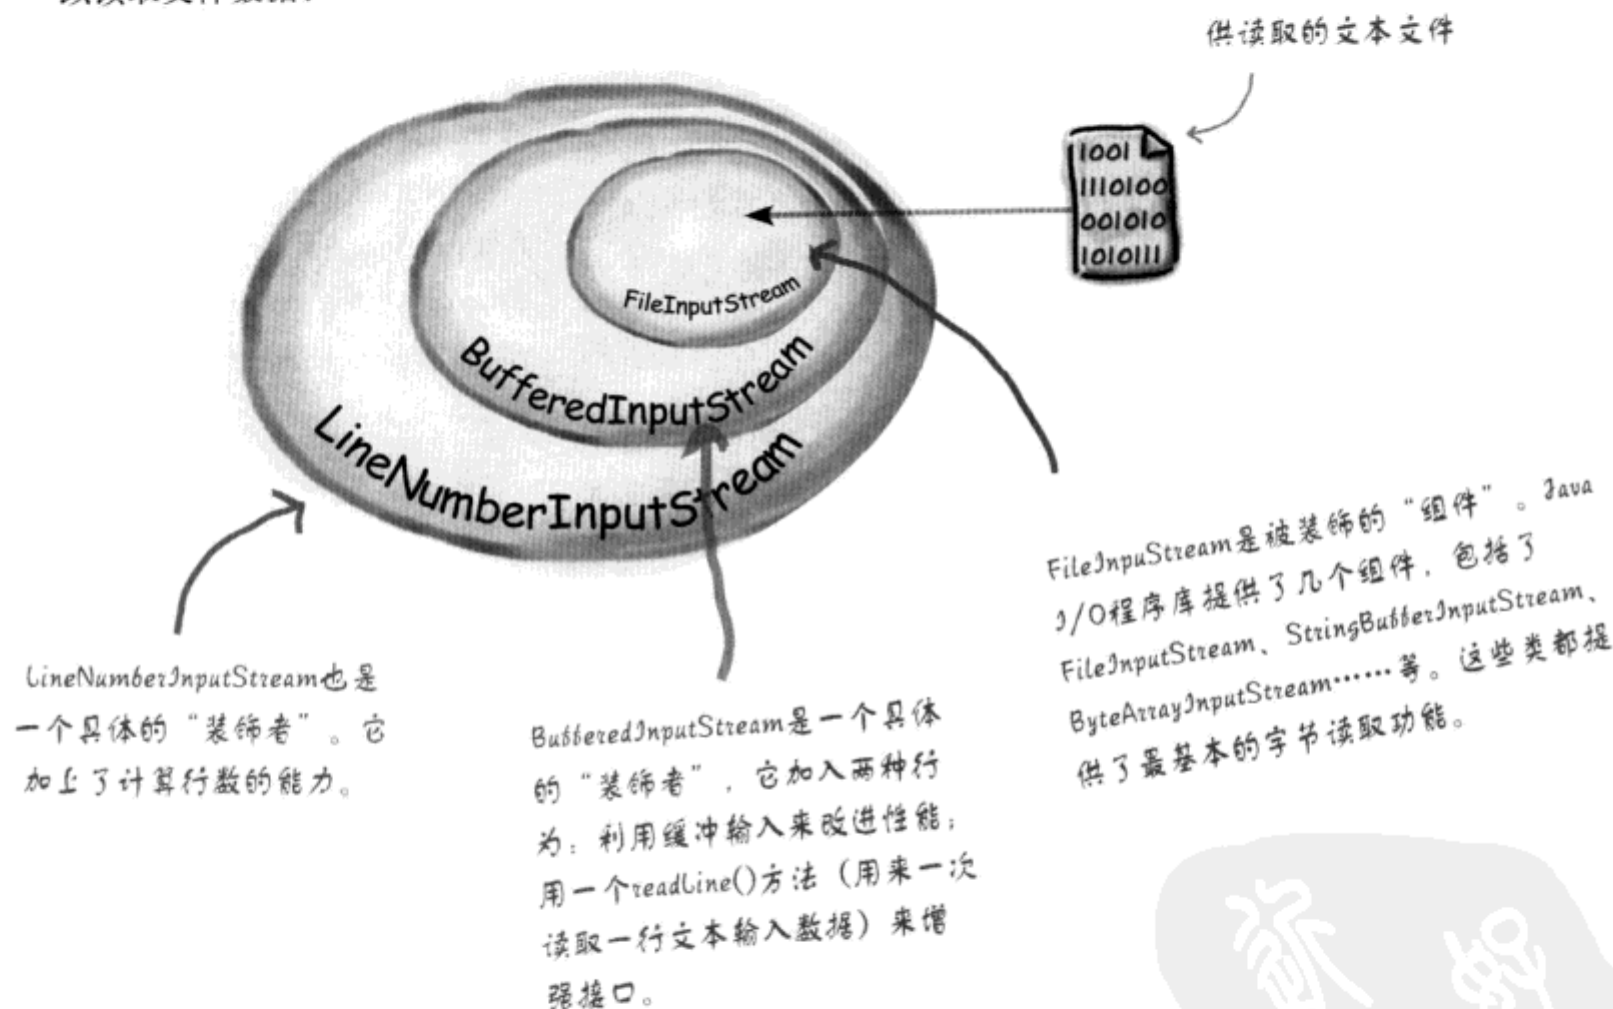 供读取的文本文件
1001
1110100
001010
1010111
FileInputStream
BufferedInputStream
LineNumberInputStream
LineNumberInputStream也是
一个具体的“装饰者”。它
加上了计算行数的能力。
BufferedInputStream是一个具体
的“装饰者”，它加入两种行
为：利用缓冲输入来改进性能；
用一个readLine()方法（用来一次
读取一行文本输入数据）来增
强接口。
FileInpuStream是被装饰的“组件”。Java
I/O程序库提供了几个组件，包括了
FileInputStream、StringBufferInputStream、
ByteArrayInputStream……等。这些类都提
供了最基本的字节读取功能。